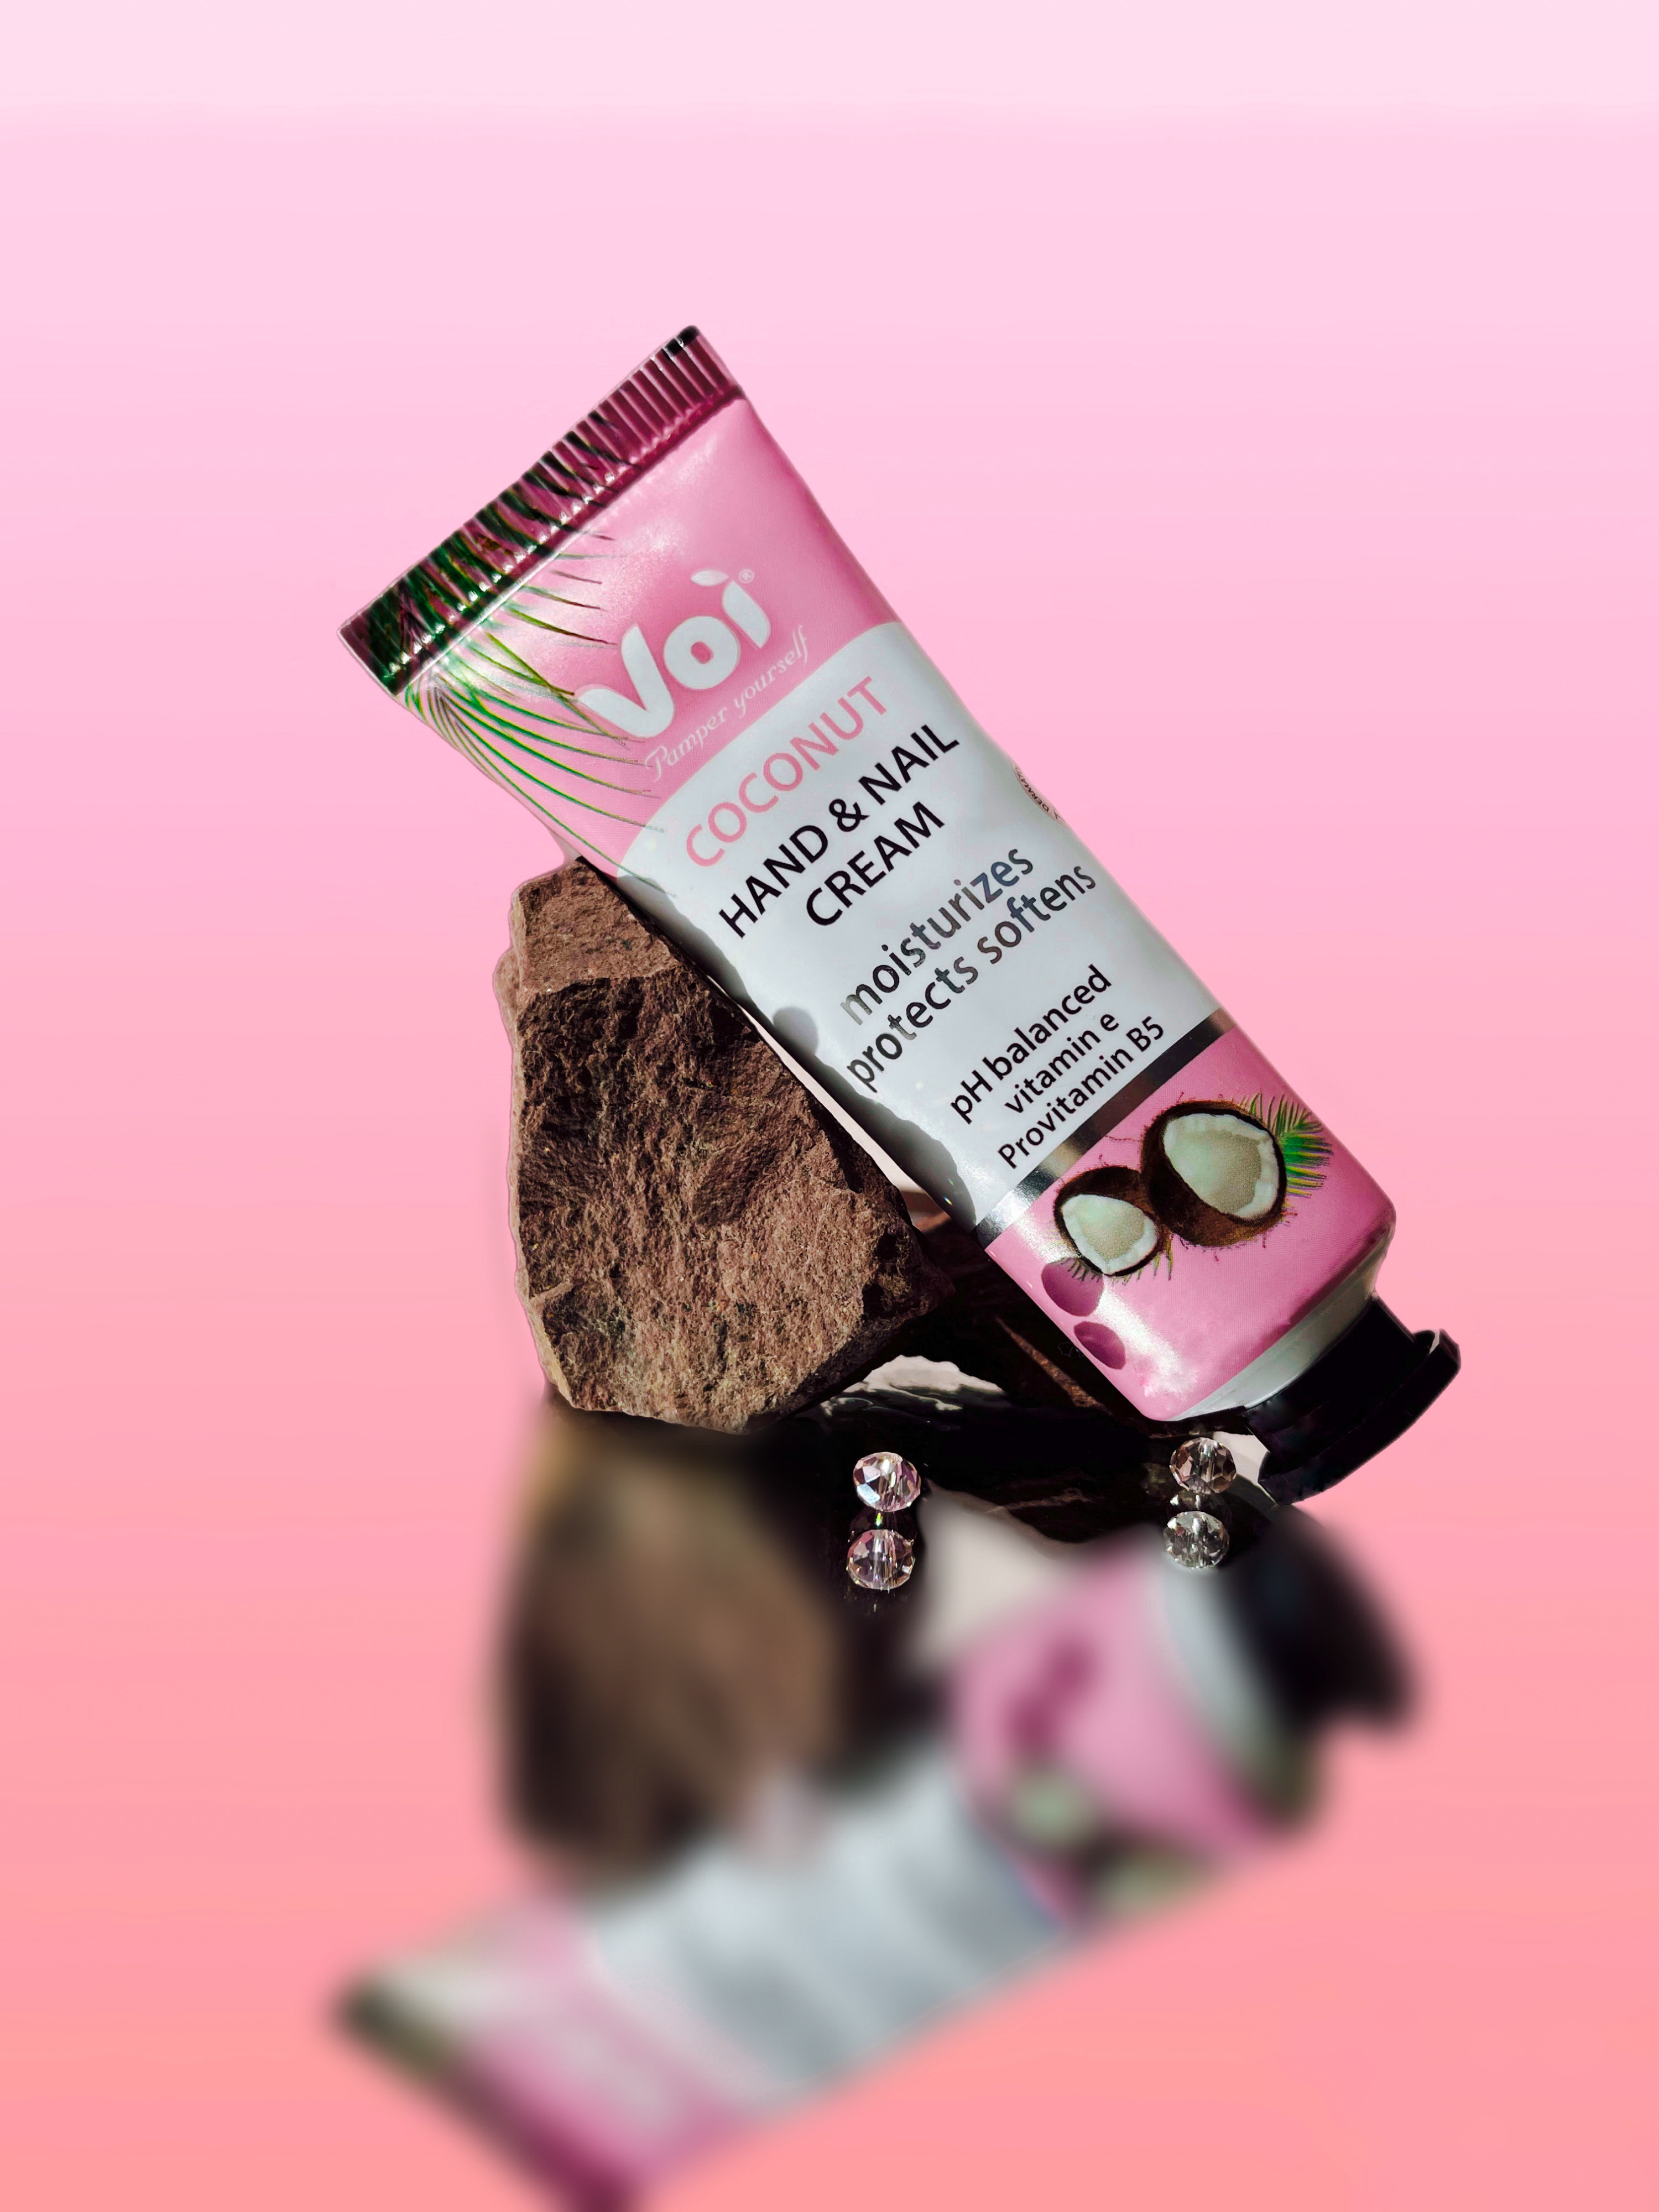 Voi®
Pamper yourself
COCONUT
HAND & NAIL
CREAM
moisturizes
protects softens
pH balanced
vitamin e
Provitamin B5